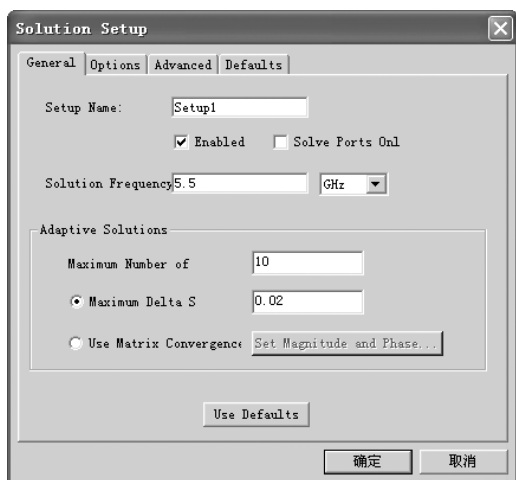 Solution Setup
General Options Advanced Defaults
Setup Name: Setup1
Enabled Solve Ports Onl
Solution Frequency 5.5 GHz
Adaptive Solutions
Maximum Number of 10
Maximum Delta S 0.02
Use Matrix Convergence Set Magnitude and Phase...
Use Defaults
确定 取消